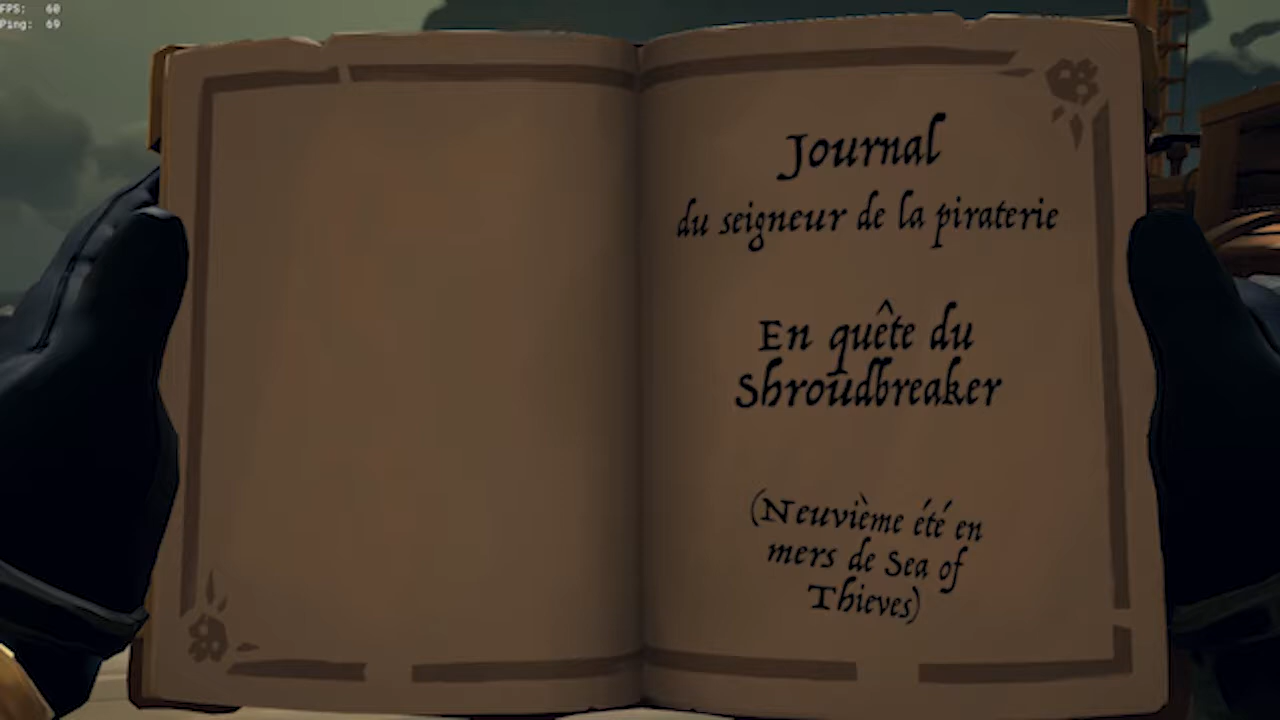 FPS: 60
Ping: 69
Journal
du seigneur de la piraterie
En quête du
Shroudbreaker
(Neuvième été en
mers de Sea of
Thieves)